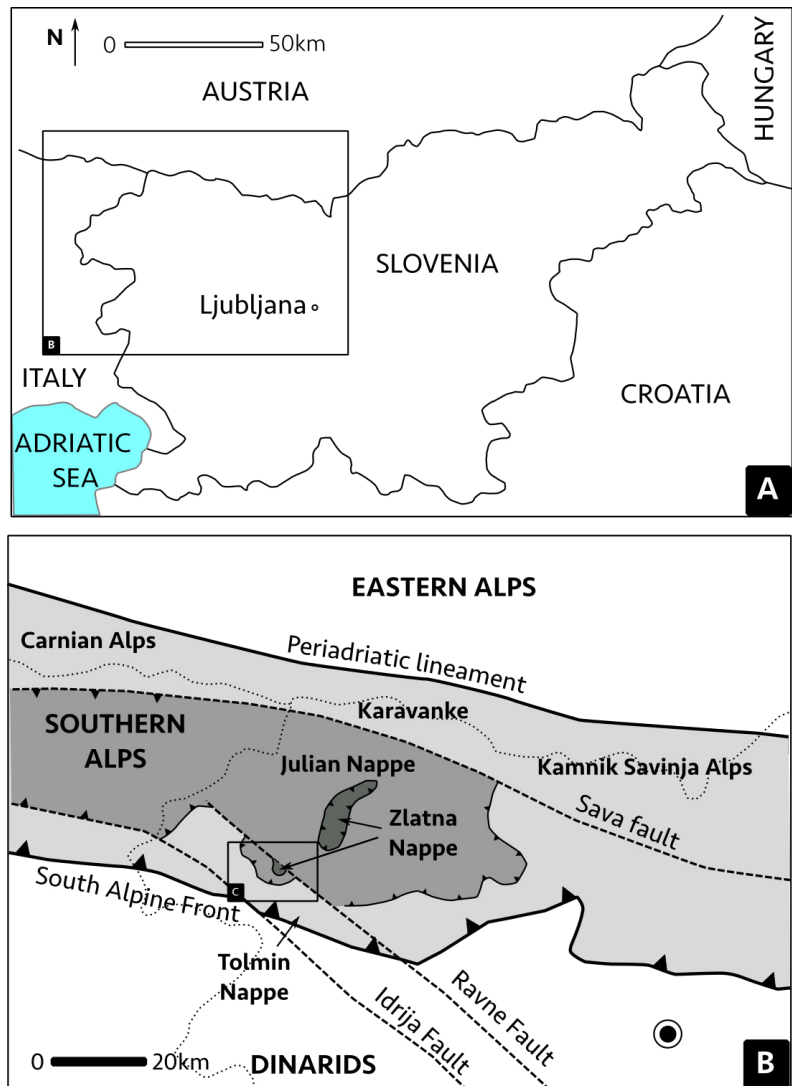 N
0
50km
AUSTRIA
HUNGARY
SLOVENIA
Ljubljana
B
ITALY
CROATIA
ADRIATIC
SEA
A
EASTERN ALPS
Carnian Alps
Periadriatic lineament
Karavanke
SOUTHERN
ALPS
Julian Nappe
Kamnik Savinja Alps
Zlatna
Nappe
Sava fault
C
South Alpine Front
Tolmin
Nappe
Ravne Fault
Idrija Fault
0
20km
DINARIDS
B